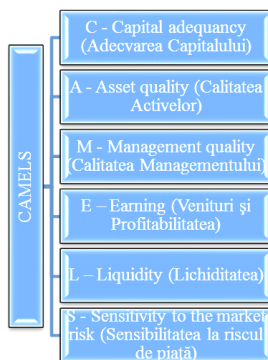 CAMELS
C - Capital adequancy
(Adecvarea Capitalului)
A - Asset quality (Calitatea
Activelor)
M - Management quality
(Calitatea Managementului)
E – Earning (Venituri şi
Profitabilitatea)
L – Liquidity (Lichiditatea)
S - Sensitivity to the market
risk (Sensibilitatea la riscul
de piață)